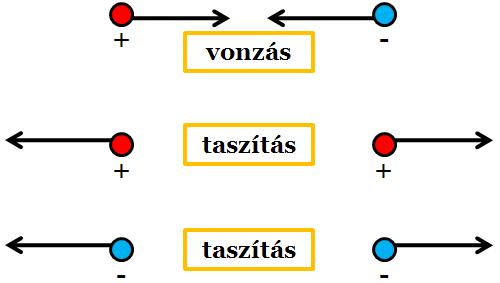 + -
vonzás
taszítás
+ +
taszítás
- -